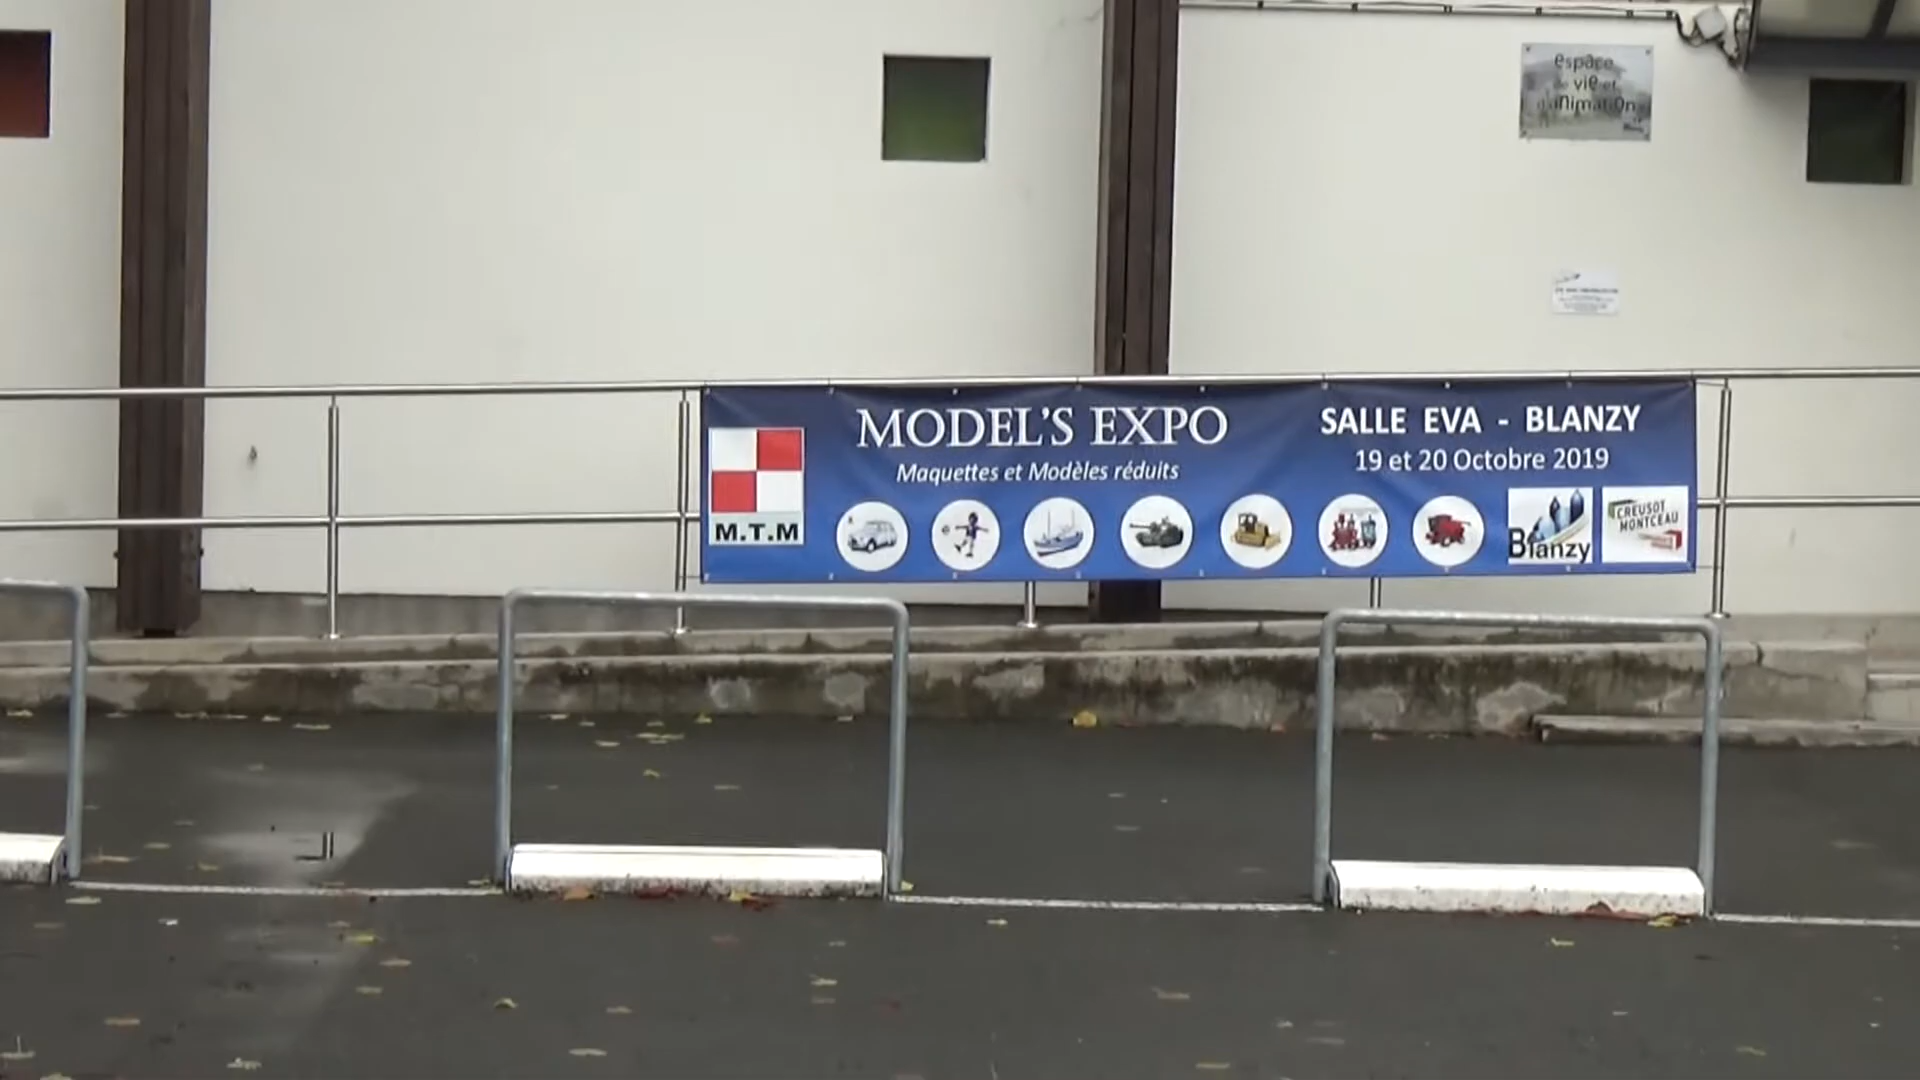 espace
de vie et
d'animation
MODEL'S EXPO
Maquettes et Modèles réduits
SALLE EVA - BLANZY
19 et 20 Octobre 2019
M.T.M
Blanzy
CREUSOT
MONTCEAU